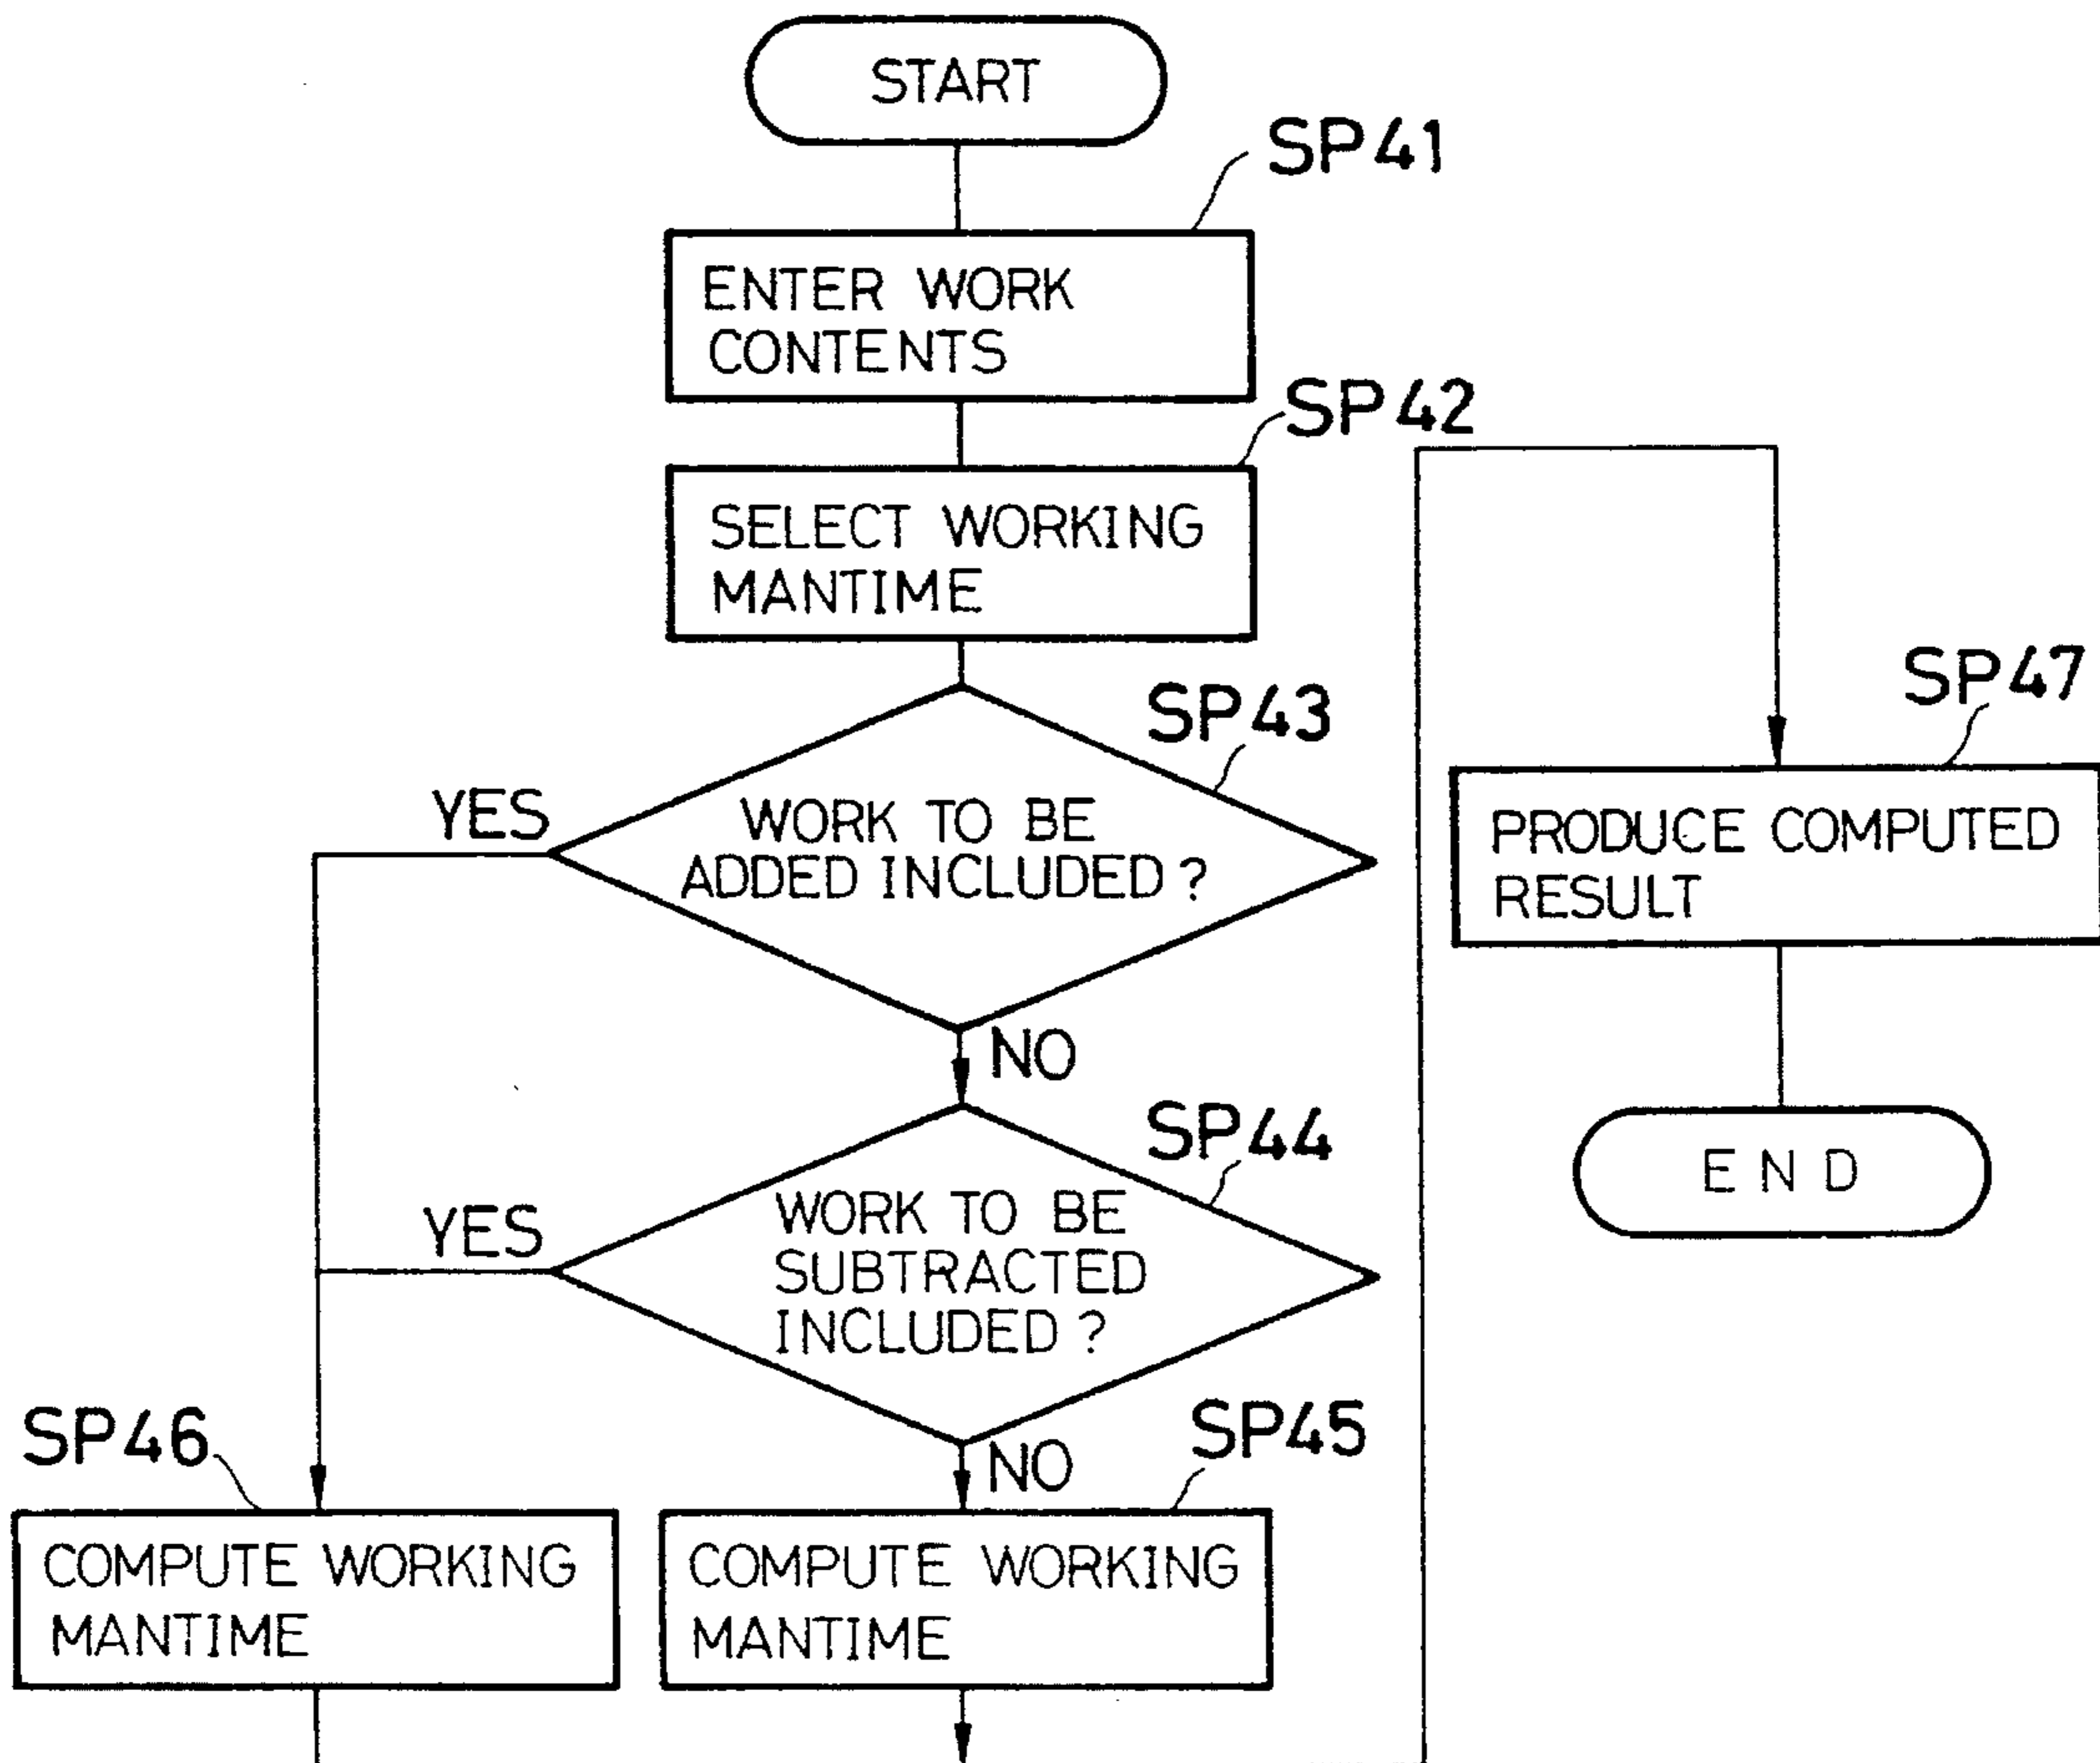 START
SP41
ENTER WORK
CONTENTS
SP42
SELECT WORKING
MANTIME
SP43
YES
WORK TO BE
ADDED INCLUDED ?
NO
SP44
YES
WORK TO BE
SUBTRACTED
INCLUDED ?
NO
SP46
COMPUTE WORKING
MANTIME
SP45
COMPUTE WORKING
MANTIME
SP47
PRODUCE COMPUTED
RESULT
END